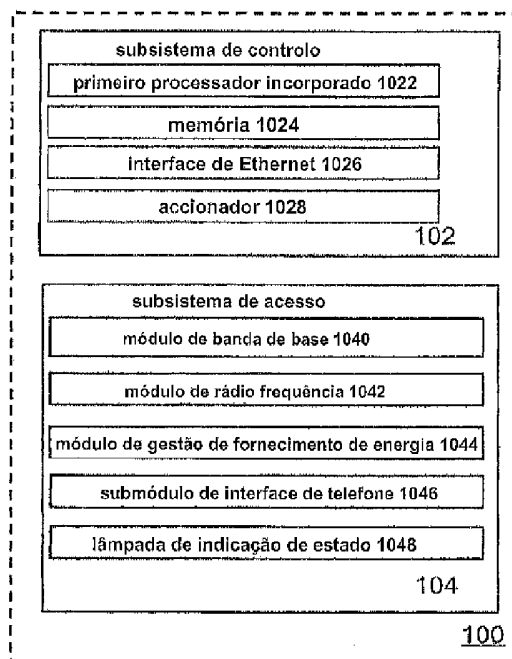 subsistema de controlo
primeiro processador incorporado 1022
memória 1024
interface de Ethernet 1026
accionador 1028
102
subsistema de acesso
módulo de banda de base 1040
módulo de rádio frequência 1042
módulo de gestão de fornecimento de energia 1044
submódulo de interface de telefone 1046
lâmpada de indicação de estado 1048
104
100